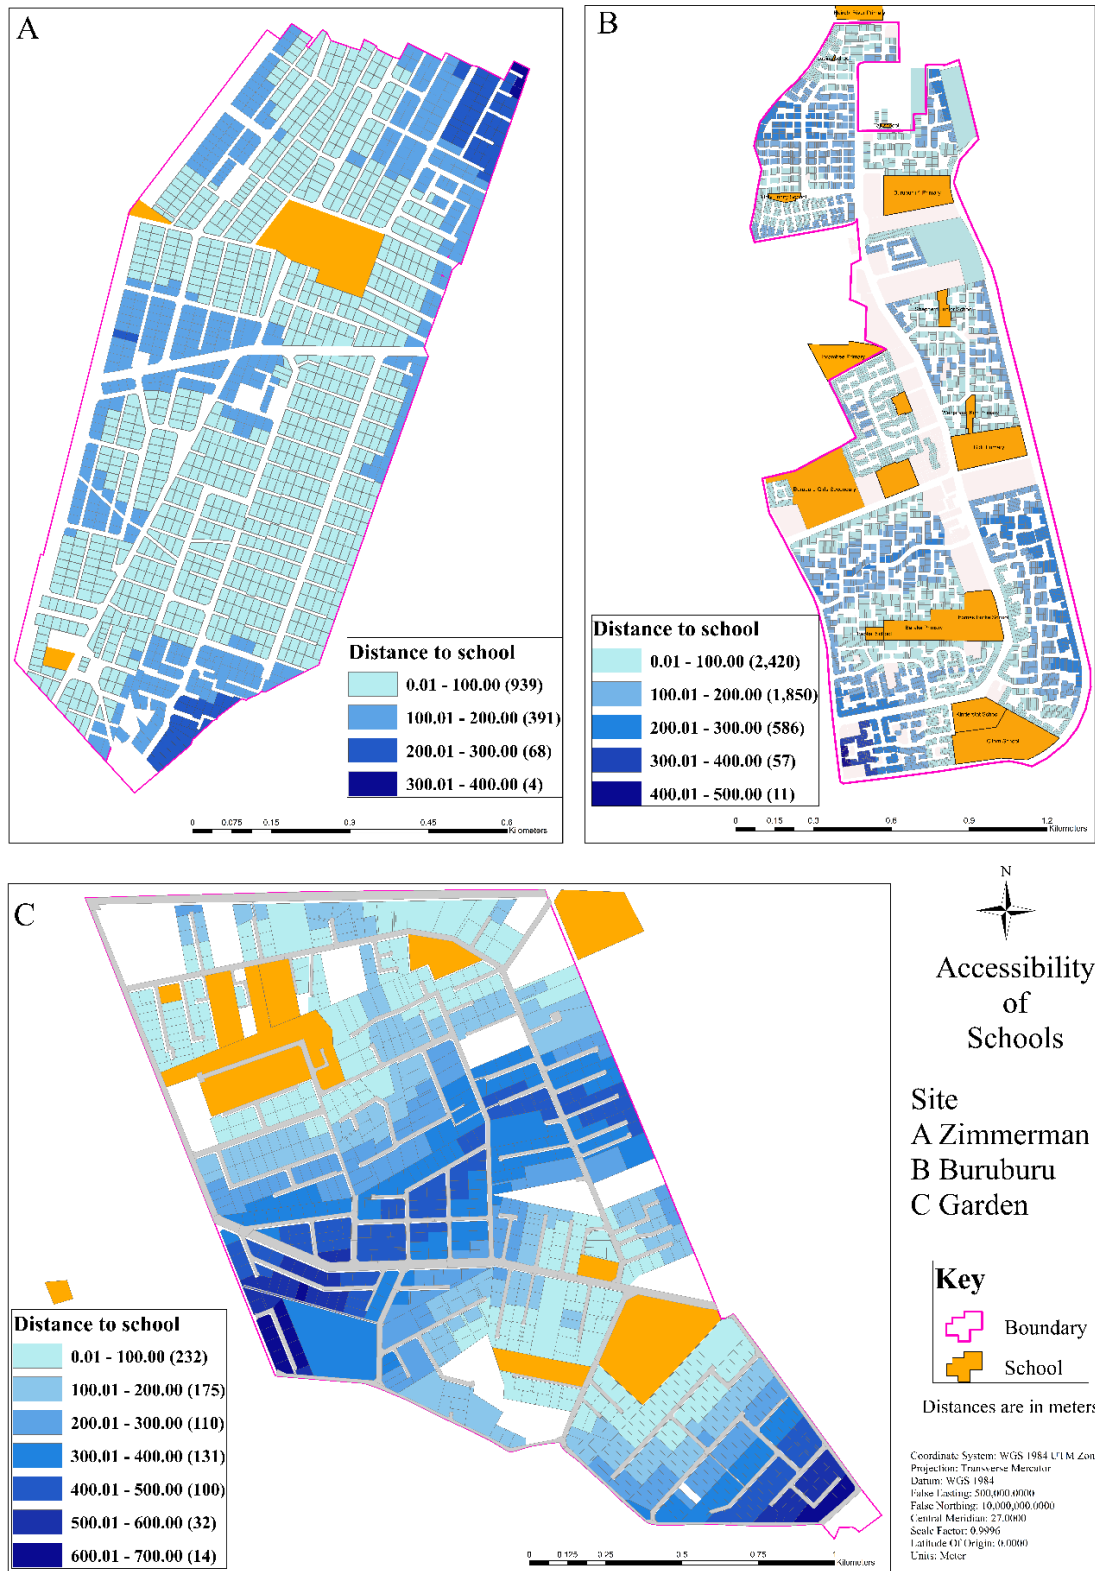 A
Distance to school
0.01 - 100.00 (939)
100.01 - 200.00 (391)
200.01 - 300.00 (68)
300.01 - 400.00 (4)
0 0.075 0.15 0.3 0.45 0.6
Kilometers
B
Distance to school
0.01 - 100.00 (2,420)
100.01 - 200.00 (1,850)
200.01 - 300.00 (586)
300.01 - 400.00 (57)
400.01 - 500.00 (11)
0 0.15 0.3 0.6 0.9 1.2
Kilometers
C
Distance to school
0.01 - 100.00 (232)
100.01 - 200.00 (175)
200.01 - 300.00 (110)
300.01 - 400.00 (131)
400.01 - 500.00 (100)
500.01 - 600.00 (32)
600.01 - 700.00 (14)
0 0.125 0.25 0.5 0.75 1
Kilometers
N
Accessibility
of
Schools
Site
A Zimmerman
B Buruburu
C Garden
Key
Boundary
School
Distances are in meters
Coordinate System: WGS 1984 UTM Zon
Projection: Transverse Mercator
Datum: WGS 1984
False Easting: 500,000.0000
False Northing: 10,000,000.0000
Central Meridian: 27.0000
Scale Factor: 0.9996
Latitude Of Origin: 0.0000
Units: Meter